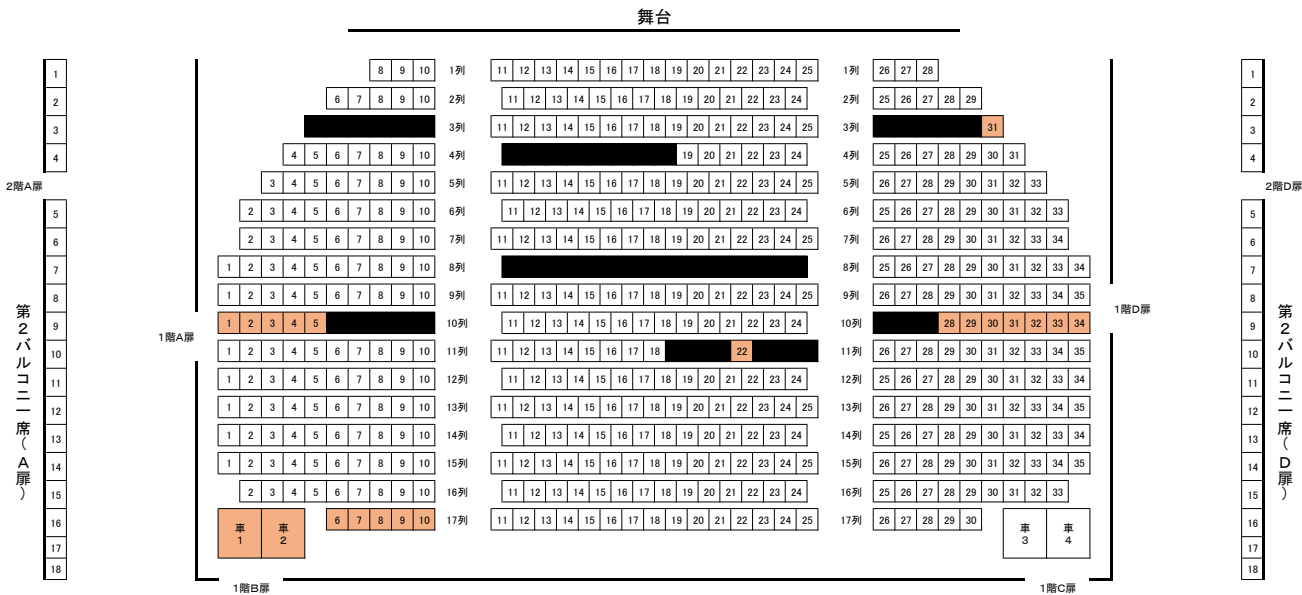 舞台
1 8 9 10 1列 11 12 13 14 15 16 17 18 19 20 21 22 23 24 25 1列 26 27 28 1
2 6 7 8 9 10 2列 11 12 13 14 15 16 17 18 19 20 21 22 23 24 2列 25 26 27 28 29 2
3 3列 11 12 13 14 15 16 17 18 19 20 21 22 23 24 25 3列 31 3
4 4 5 6 7 8 9 10 4列 19 20 21 22 23 24 4列 25 26 27 28 29 30 31 4
2階A扉 3 4 5 6 7 8 9 10 5列 11 12 13 14 15 16 17 18 19 20 21 22 23 24 25 5列 26 27 28 29 30 31 32 33 2階D扉
5 2 3 4 5 6 7 8 9 10 6列 11 12 13 14 15 16 17 18 19 20 21 22 23 24 6列 25 26 27 28 29 30 31 32 33 5
6 2 3 4 5 6 7 8 9 10 7列 11 12 13 14 15 16 17 18 19 20 21 22 23 24 25 7列 26 27 28 29 30 31 32 33 34 6
7 1 2 3 4 5 6 7 8 9 10 8列 8列 25 26 27 28 29 30 31 32 33 34 7
8 1 2 3 4 5 6 7 8 9 10 9列 11 12 13 14 15 16 17 18 19 20 21 22 23 24 25 9列 26 27 28 29 30 31 32 33 34 35 8
9 1 2 3 4 5 10列 11 12 13 14 15 16 17 18 19 20 21 22 23 24 10列 28 29 30 31 32 33 34 9
1階A扉 1階D扉
10 1 2 3 4 5 6 7 8 9 10 11列 11 12 13 14 15 16 17 18 22 11列 26 27 28 29 30 31 32 33 34 35 10
11 1 2 3 4 5 6 7 8 9 10 12列 11 12 13 14 15 16 17 18 19 20 21 22 23 24 12列 25 26 27 28 29 30 31 32 33 34 11
12 1 2 3 4 5 6 7 8 9 10 13列 11 12 13 14 15 16 17 18 19 20 21 22 23 24 25 13列 26 27 28 29 30 31 32 33 34 35 12
13 1 2 3 4 5 6 7 8 9 10 14列 11 12 13 14 15 16 17 18 19 20 21 22 23 24 14列 25 26 27 28 29 30 31 32 33 34 13
14 1 2 3 4 5 6 7 8 9 10 15列 11 12 13 14 15 16 17 18 19 20 21 22 23 24 25 15列 26 27 28 29 30 31 32 33 34 35 14
15 2 3 4 5 6 7 8 9 10 16列 11 12 13 14 15 16 17 18 19 20 21 22 23 24 16列 25 26 27 28 29 30 31 32 33 15
16 車1 車2 6 7 8 9 10 17列 11 12 13 14 15 16 17 18 19 20 21 22 23 24 25 17列 26 27 28 29 30 車3 車4 16
17 17
18 18
第2バルコニー席(A扉)
第2バルコニー席(D扉)
1階B扉 1階C扉